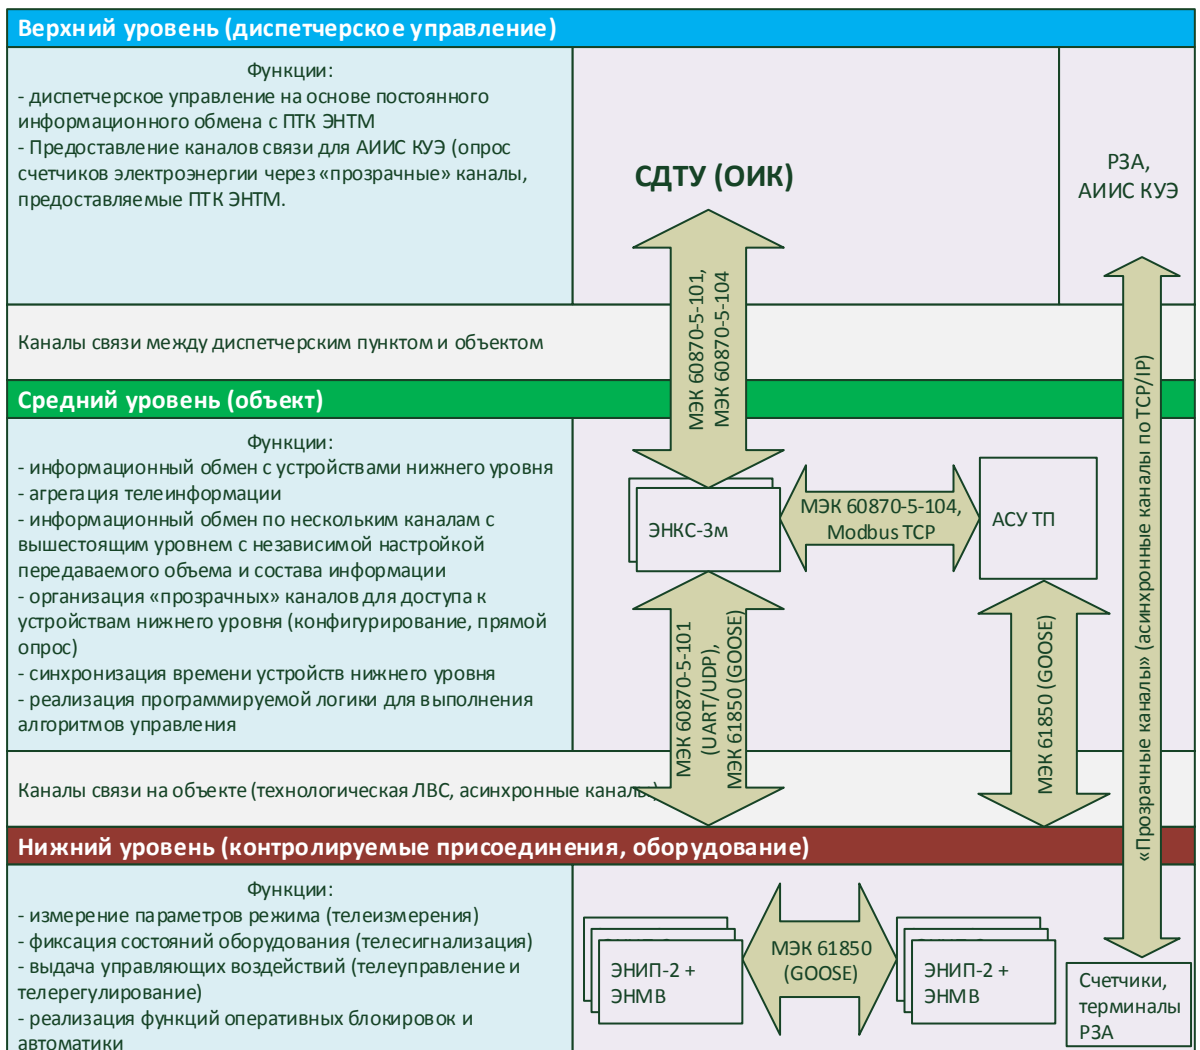 Верхний уровень (диспетчерское управление)
Функции:
- диспетчерское управление на основе постоянного
информационного обмена с ПТК ЭНТМ
- Предоставление каналов связи для АИИС КУЭ (опрос
счетчиков электроэнергии через «прозрачные» каналы,
предоставляемые ПТК ЭНТМ.
СДТУ (ОИК)
РЗА,
АИИС КУЭ
МЭК 60870-5-101,
МЭК 60870-5-104
Каналы связи между диспетчерским пунктом и объектом
«Прозрачные каналы» (асинхронные каналы по TCP/IP)
Средний уровень (объект)
Функции:
- информационный обмен с устройствами нижнего уровня
- агрегация телеинформации
- информационный обмен по нескольким каналам с
вышестоящим уровнем с независимой настройкой
передаваемого объема и состава информации
- организация «прозрачных» каналов для доступа к
устройствам нижнего уровня (конфигурирование, прямой
опрос)
- синхронизация времени устройств нижнего уровня
- реализация программируемой логики для выполнения
алгоритмов управления
ЭНКС-3м
МЭК 60870-5-104,
Modbus TCP
АСУ ТП
МЭК 60870-5-101
(UART/UDP),
МЭК 61850 (GOOSE)
МЭК 61850 (GOOSE)
Каналы связи на объекте (технологическая ЛВС, асинхронные каналы)
Нижний уровень (контролируемые присоединения, оборудование)
Функции:
- измерение параметров режима (телеизмерения)
- фиксация состояний оборудования (телесигнализация)
- выдача управляющих воздействий (телеуправление и
телерегулирование)
- реализация функций оперативных блокировок и
автоматики
ЭНИП-2 +
ЭНМВ
МЭК 61850
(GOOSE)
ЭНИП-2 +
ЭНМВ
Счетчики,
терминалы
РЗА